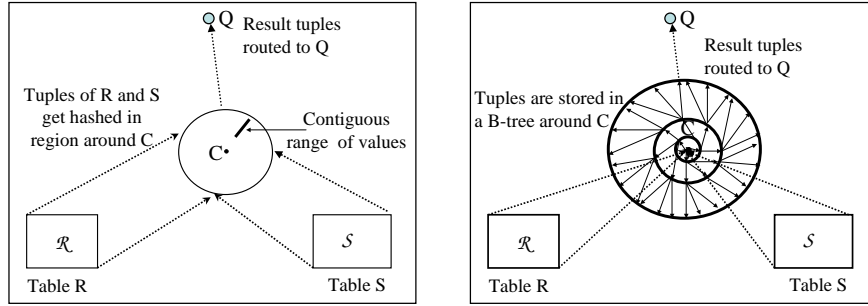 Q
Result tuples
routed to Q
Tuples of R and S
get hashed in
region around C
Contiguous
range of values
C
ℛ
𝒮
Table R
Table S
Q
Result tuples
routed to Q
Tuples are stored in
a B-tree around C
C
ℛ
𝒮
Table R
Table S